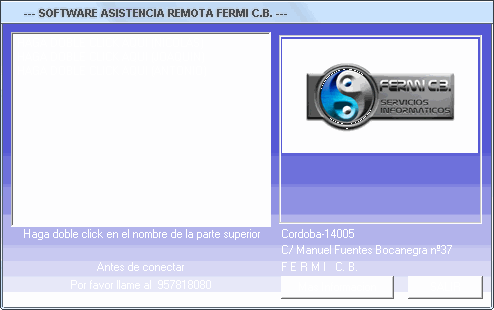 --- SOFTWARE ASISTENCIA REMOTA FERMI C.B. ---
FERMI C.B.
SERVICIOS
INFORMATICOS
Haga doble click en el nombre de la parte superior
Antes de conectar
Por favor llame al 957618080
Cordoba-14005
C/ Manuel Fuentes Bocanegra nº37
F E R M I C. B.